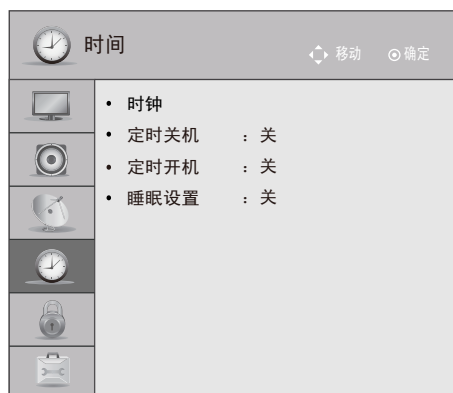 时间
移动 确定
• 时钟
• 定时关机 ：关
• 定时开机 ：关
• 睡眠设置 ：关